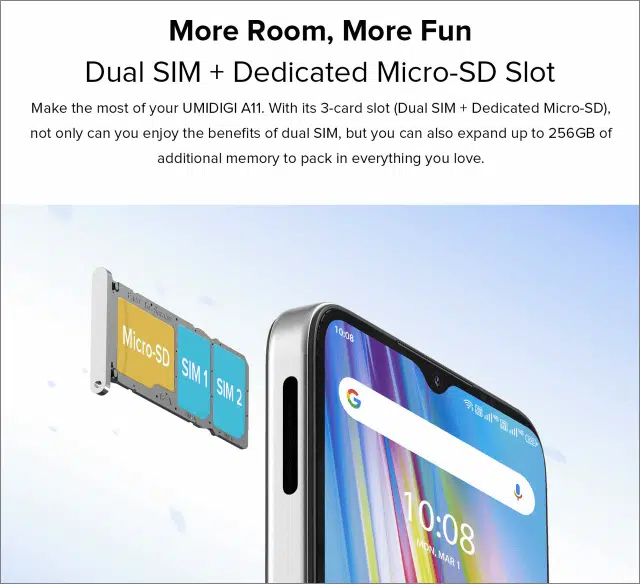 More Room, More Fun
Dual SIM + Dedicated Micro-SD Slot
Make the most of your UMIDIGI A11. With its 3-card slot (Dual SIM + Dedicated Micro-SD),
not only can you enjoy the benefits of dual SIM, but you can also expand up to 256GB of
additional memory to pack in everything you love.
Micro-SD
SIM 1
SIM 2
10:08
G
10:08
MON, MAR 1